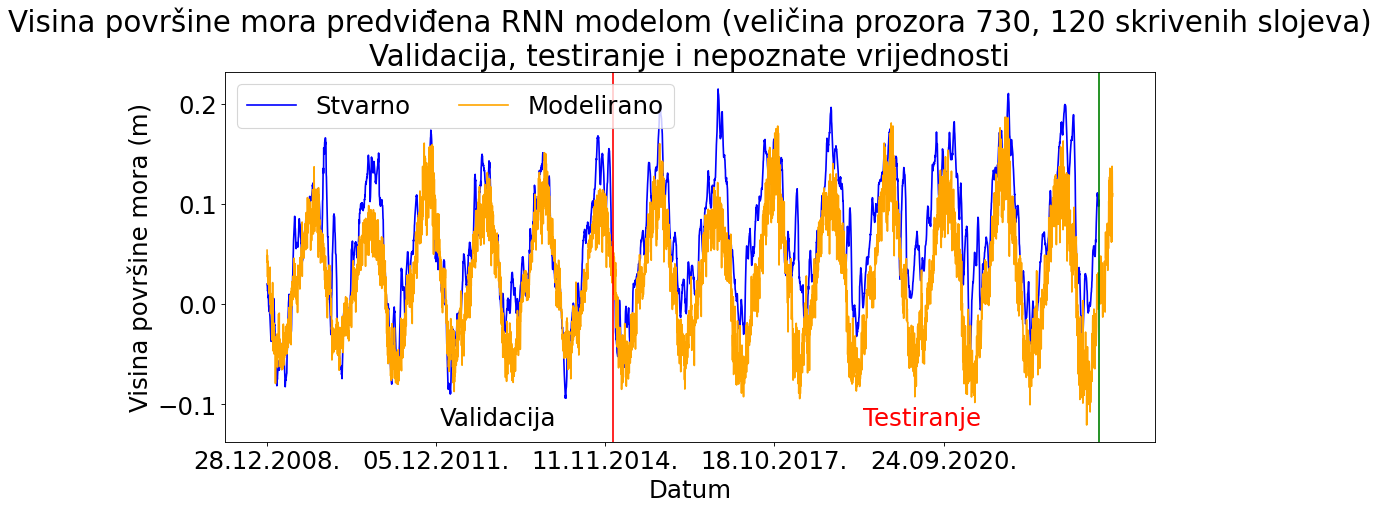 Visina površine mora predviđena RNN modelom (veličina prozora 730, 120 skrivenih slojeva)
Validacija, testiranje i nepoznate vrijednosti
Stvarno Modelirano
Visina površine mora (m)
0.2
0.1
0.0
−0.1
Validacija Testiranje
28.12.2008. 05.12.2011. 11.11.2014. 18.10.2017. 24.09.2020.
Datum